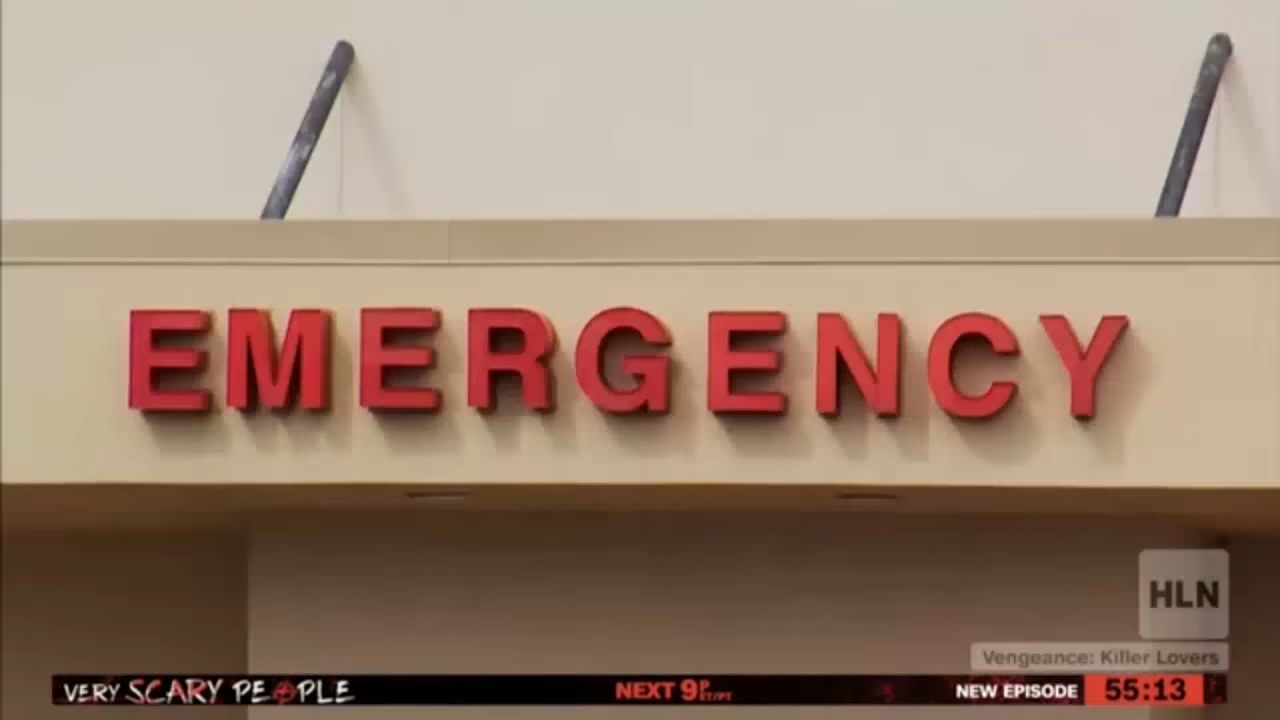 EMERGENCY
HLN
Vengeance: Killer Lovers
VERY SCARY PEOPLE NEXT 9P ET/PT NEW EPISODE 55:13